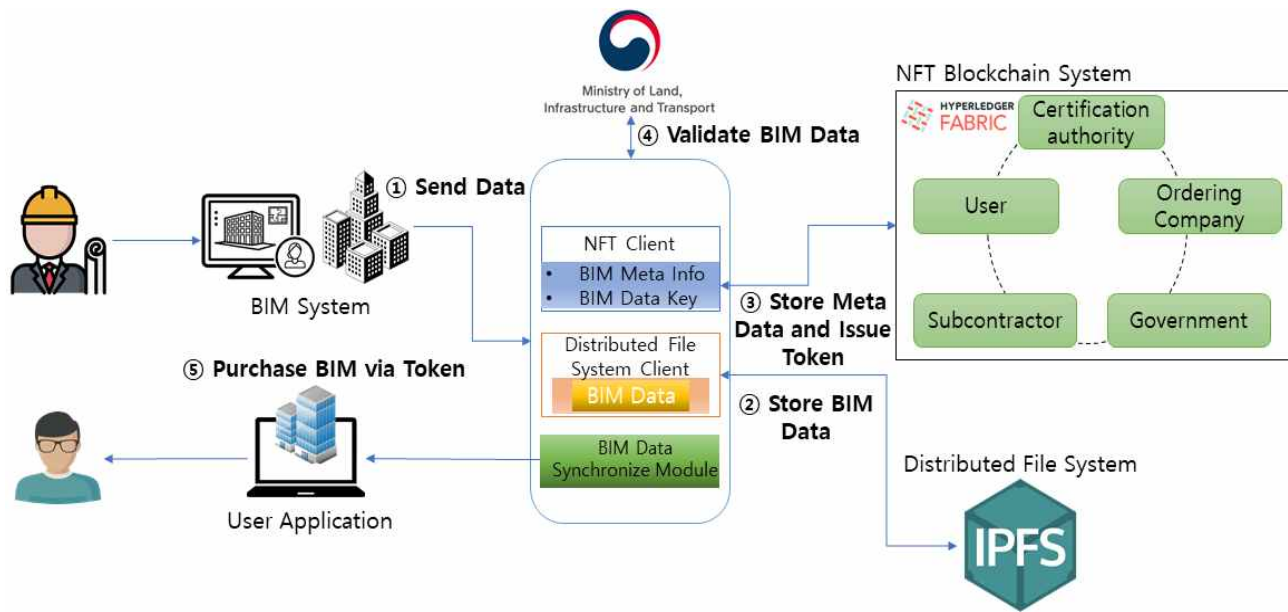 Ministry of Land,
Infrastructure and Transport
④ Validate BIM Data
NFT Blockchain System
HYPERLEDGER
FABRIC
Certification
authority
User
Ordering
Company
Subcontractor
Government
① Send Data
BIM System
NFT Client
• BIM Meta Info
• BIM Data Key
③ Store Meta
Data and Issue
Token
Distributed File
System Client
BIM Data
② Store BIM
Data
BIM Data
Synchronize Module
⑤ Purchase BIM via Token
User Application
Distributed File System
IPFS